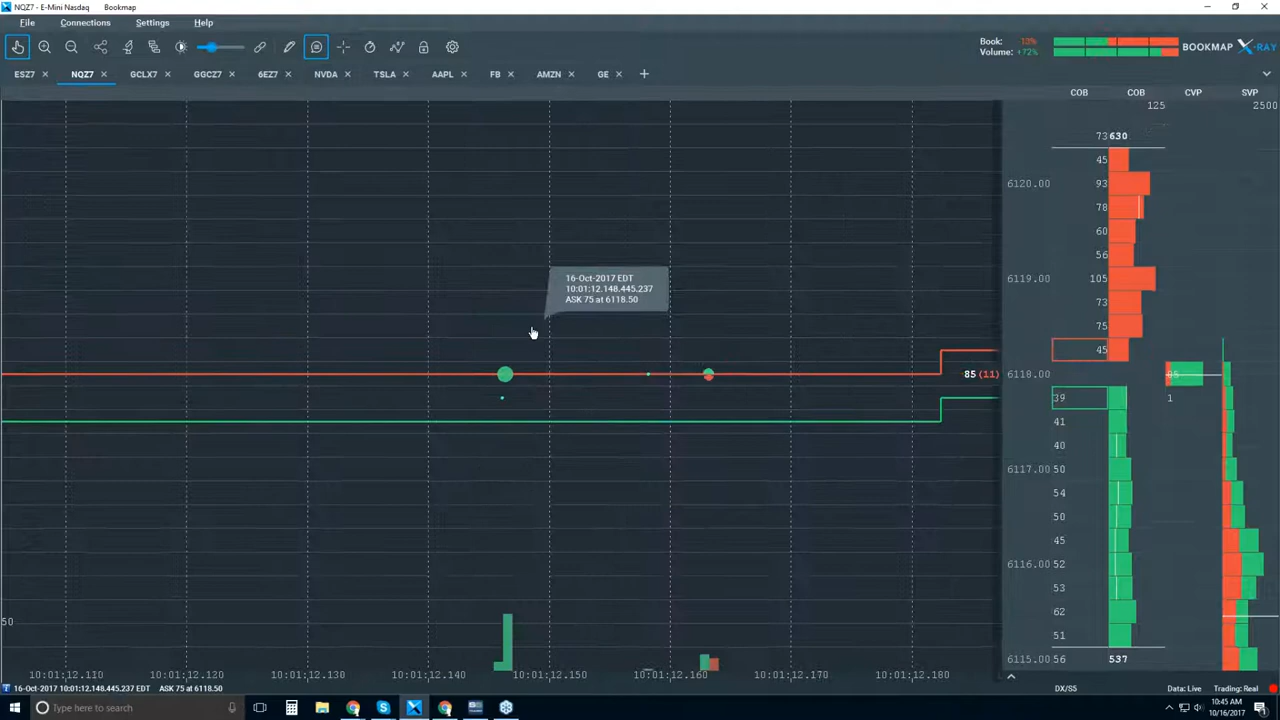 NQZ7 - E-Mini Nasdaq Bookmap
File Connections Settings Help
Book: -13%
Volume: +72%
BOOKMAP X-RAY
ESZ7 NQZ7 GCLX7 GGCZ7 6EZ7 NVDA TSLA AAPL FB AMZN GE
COB COB CVP SVP
125 2500
73 630
45
6120.00 93
78
60
56
6119.00 105
73
75
45
16-Oct-2017 EDT
10:01:12.148.445.237
ASK 75 at 6118.50
85 (11) 6118.00 85
39 1
41
40
6117.00 50
54
50
45
6116.00 52
53
62
50
51
6115.00 56 537
10:01:12.110 10:01:12.130 10:01:12.140 10:01:12.150 10:01:12.160 10:01:12.170 10:01:12.180
16-Oct-2017 10:01:12.148.445.237 EDT ASK 75 at 6118.50
DX/S5 Data: Live Trading: Real
Type here to search
10:45 AM
10/16/2017
1